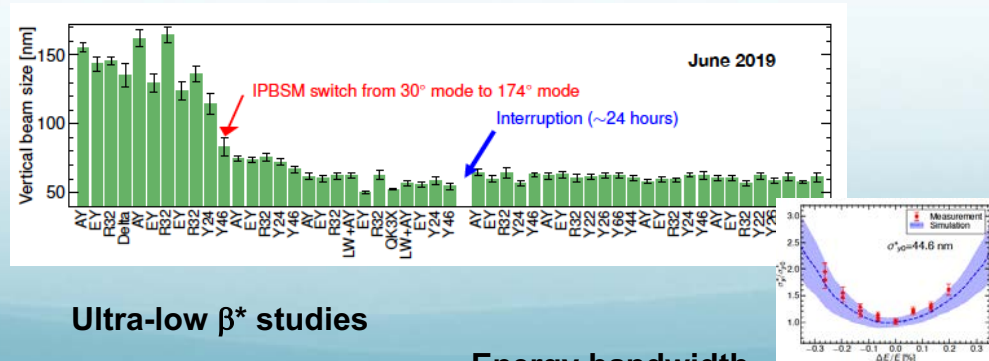 Vertical beam size [nm]
150
100
50
June 2019
IPBSM switch from 30° mode to 174° mode
Interruption (~24 hours)
AY EY R32 Delta AY EY R32 EY R32 Y24 Y46 AY EY R32 Y24 Y46 AY EY R32 LW+AY EY R32 QK3X LW+AY EY Y24 Y46 AY EY R32 Y24 Y46 AY EY R32 Y22 Y26 Y66 Y44 AY EY R32 Y24 Y46 AY EY R32 Y22 Y26
3.0
2.5
2.0
1.5
1.0
Measurement
Simulation
σ*y0=44.6 nm
σ*y/σ*y0
−0.3 −0.2 −0.1 0.0 0.1 0.2 0.3
ΔE/E [%]
Ultra-low β* studies
Energy bandwidth